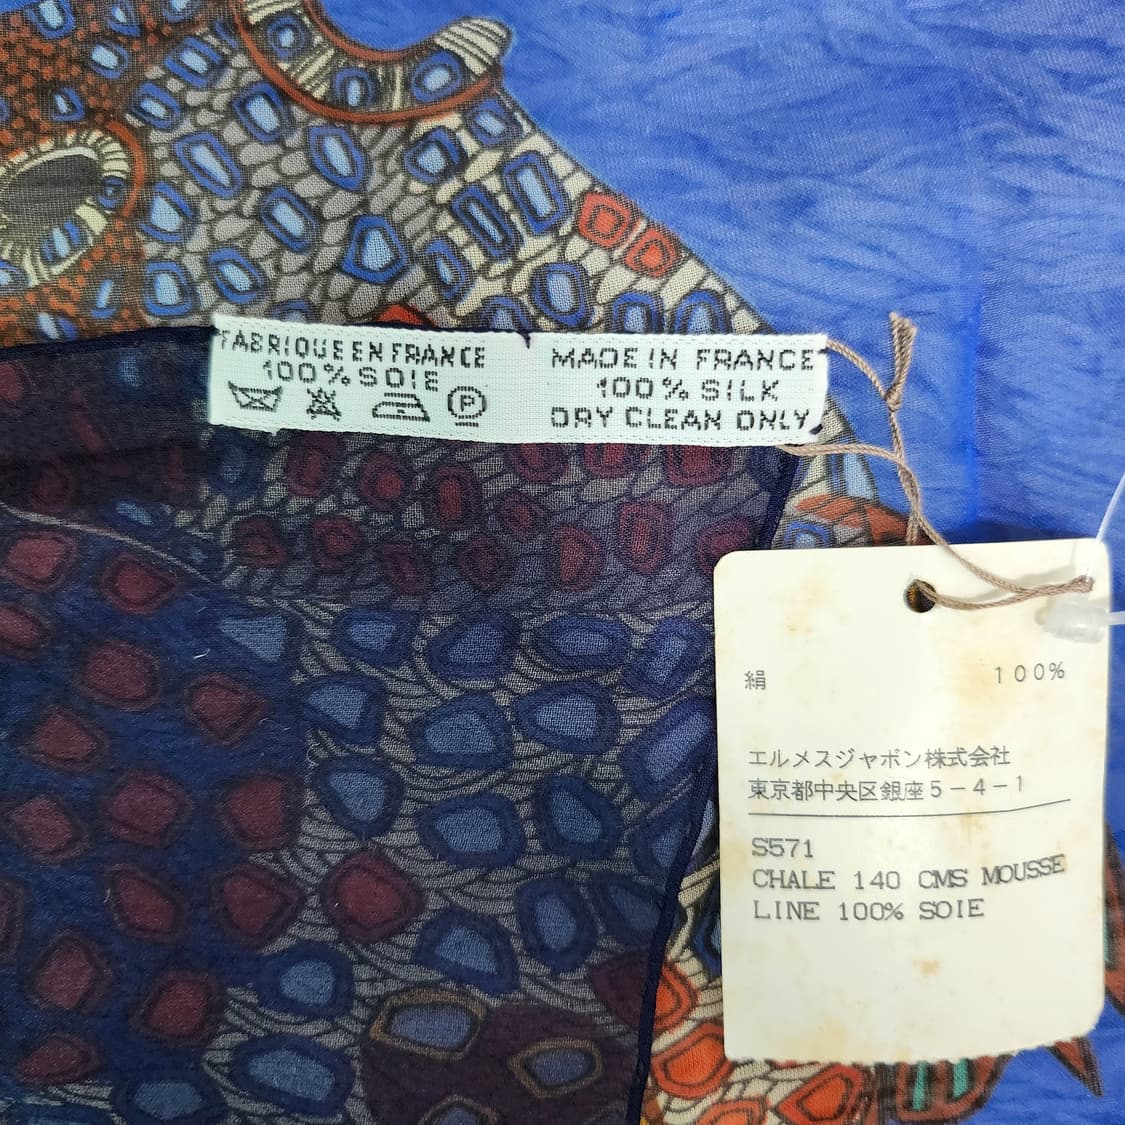 FABRIQUE EN FRANCE
100% SOIE
P
MADE IN FRANCE
100% SILK
DRY CLEAN ONLY
絹 100%
エルメスジャポン株式会社
東京都中央区銀座5-4-1
S571
CHALE 140 CMS MOUSSE
LINE 100% SOIE